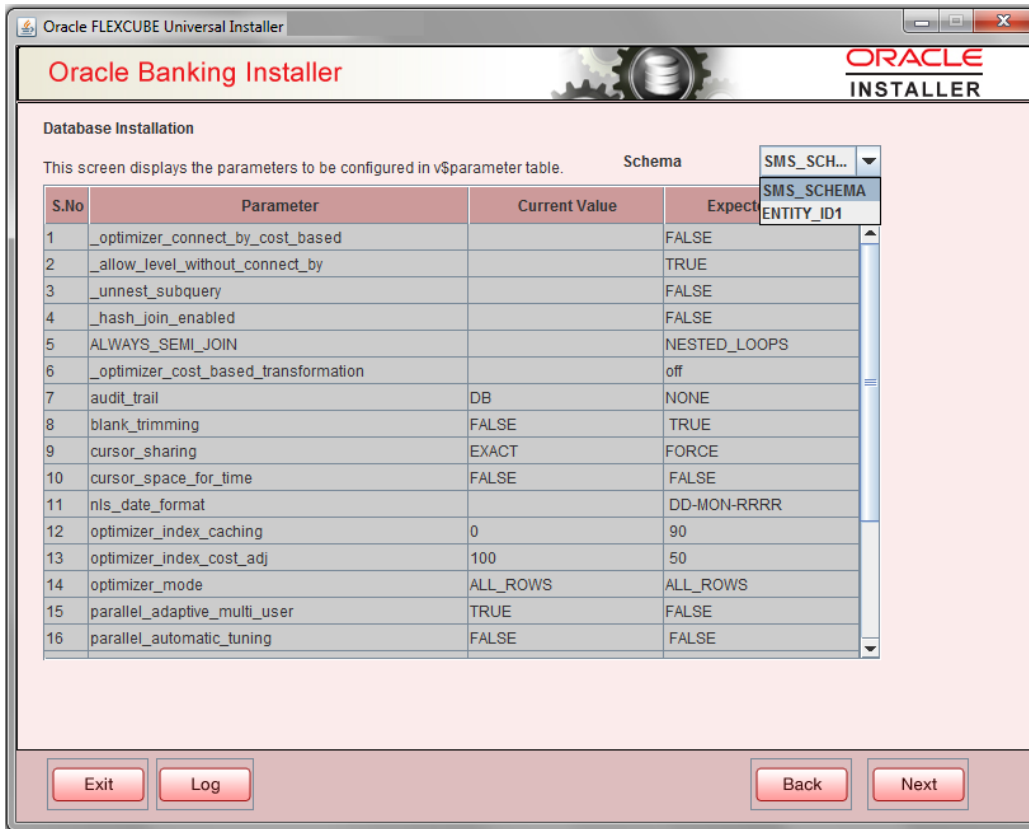 Oracle FLEXCUBE Universal Installer
Oracle Banking Installer
ORACLE
INSTALLER
Database Installation
This screen displays the parameters to be configured in v$parameter table.
Schema
SMS_SCH...
SMS_SCHEMA
ENTITY_ID1
S.No Parameter Current Value Expect
1 _optimizer_connect_by_cost_based FALSE
2 _allow_level_without_connect_by TRUE
3 _unnest_subquery FALSE
4 _hash_join_enabled FALSE
5 ALWAYS_SEMI_JOIN NESTED_LOOPS
6 _optimizer_cost_based_transformation off
7 audit_trail DB NONE
8 blank_trimming FALSE TRUE
9 cursor_sharing EXACT FORCE
10 cursor_space_for_time FALSE FALSE
11 nls_date_format DD-MON-RRRR
12 optimizer_index_caching 0 90
13 optimizer_index_cost_adj 100 50
14 optimizer_mode ALL_ROWS ALL_ROWS
15 parallel_adaptive_multi_user TRUE FALSE
16 parallel_automatic_tuning FALSE FALSE
Exit Log Back Next